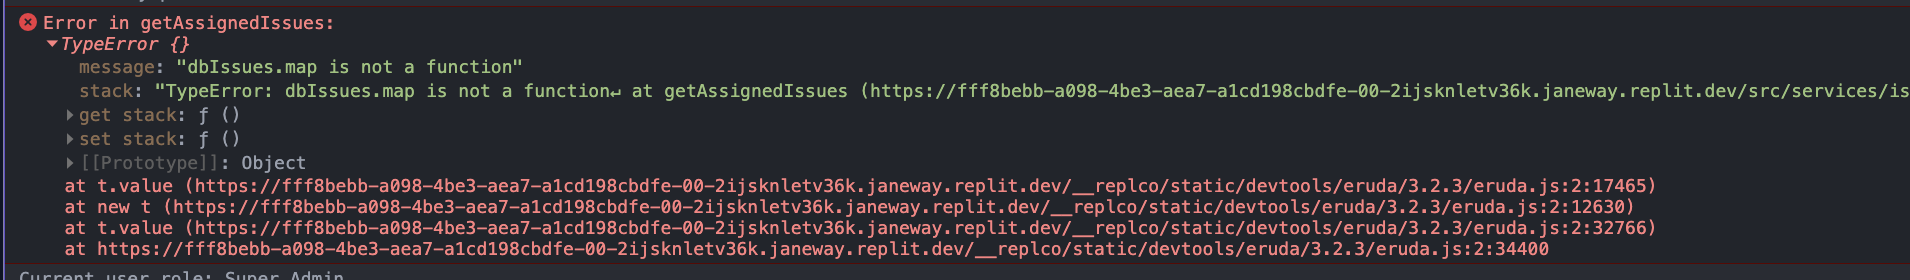 Error in getAssignedIssues:
TypeError {}
message: "dbIssues.map is not a function"
stack: "TypeError: dbIssues.map is not a function↵ at getAssignedIssues (https://fff8bebb-a098-4be3-aea7-a1cd198cbdfe-00-2ijsknletv36k.janeway.replit.dev/src/services/is
get stack: ƒ ()
set stack: ƒ ()
[[Prototype]]: Object
at t.value (https://fff8bebb-a098-4be3-aea7-a1cd198cbdfe-00-2ijsknletv36k.janeway.replit.dev/__replco/static/devtools/eruda/3.2.3/eruda.js:2:17465)
at new t (https://fff8bebb-a098-4be3-aea7-a1cd198cbdfe-00-2ijsknletv36k.janeway.replit.dev/__replco/static/devtools/eruda/3.2.3/eruda.js:2:12630)
at t.value (https://fff8bebb-a098-4be3-aea7-a1cd198cbdfe-00-2ijsknletv36k.janeway.replit.dev/__replco/static/devtools/eruda/3.2.3/eruda.js:2:32766)
at https://fff8bebb-a098-4be3-aea7-a1cd198cbdfe-00-2ijsknletv36k.janeway.replit.dev/__replco/static/devtools/eruda/3.2.3/eruda.js:2:34400
Current user role: Super Admin